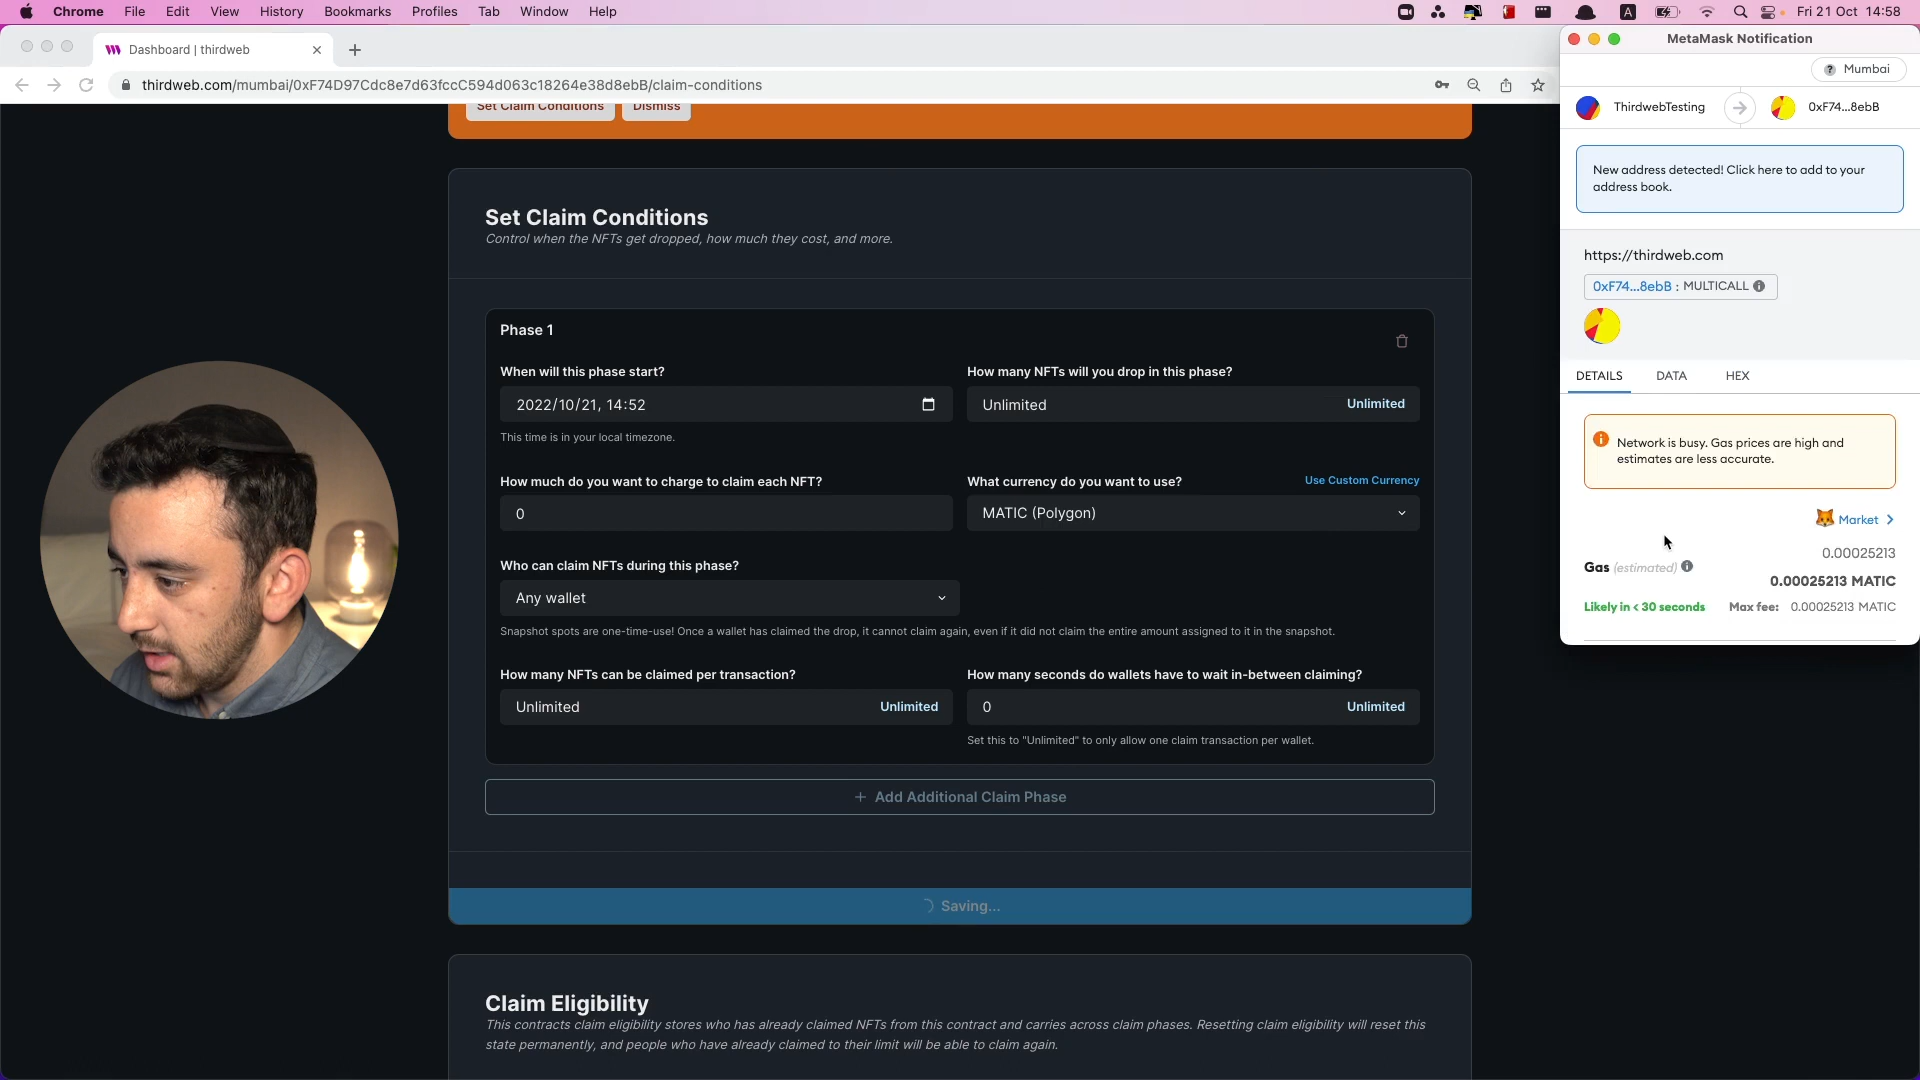 Chrome File Edit View History Bookmarks Profiles Tab Window Help
A
Fri 21 Oct 14:58
Dashboard | thirdweb
thirdweb.com/mumbai/0xF74D97Cdc8e7d63fccC594d063c18264e38d8ebB/claim-conditions
Set Claim Conditions Dismiss
Set Claim Conditions
Control when the NFTs get dropped, how much they cost, and more.
Phase 1
When will this phase start?
2022/10/21, 14:52
This time is in your local timezone.
How many NFTs will you drop in this phase?
Unlimited Unlimited
How much do you want to charge to claim each NFT?
0
What currency do you want to use? Use Custom Currency
MATIC (Polygon)
Who can claim NFTs during this phase?
Any wallet
Snapshot spots are one-time-use! Once a wallet has claimed the drop, it cannot claim again, even if it did not claim the entire amount assigned to it in the snapshot.
How many NFTs can be claimed per transaction?
Unlimited Unlimited
How many seconds do wallets have to wait in-between claiming?
0 Unlimited
Set this to "Unlimited" to only allow one claim transaction per wallet.
+ Add Additional Claim Phase
Saving...
Claim Eligibility
This contracts claim eligibility stores who has already claimed NFTs from this contract and carries across claim phases. Resetting claim eligibility will reset this
state permanently, and people who have already claimed to their limit will be able to claim again.
MetaMask Notification
? Mumbai
ThirdwebTesting 0xF74...8ebB
New address detected! Click here to add to your
address book.
https://thirdweb.com
0xF74...8ebB : MULTICALL
DETAILS DATA HEX
Network is busy. Gas prices are high and
estimates are less accurate.
Market
0.00025213
Gas (estimated) 0.00025213 MATIC
Likely in < 30 seconds Max fee: 0.00025213 MATIC